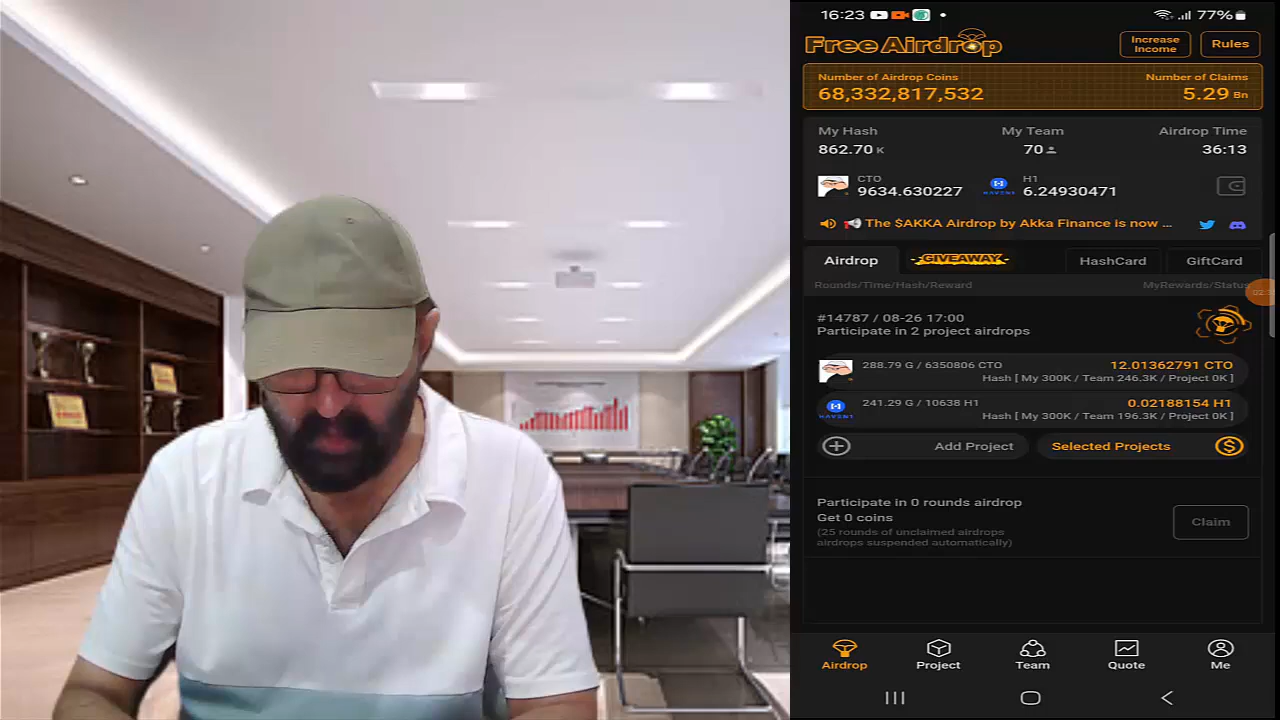 16:23
77%
Free Airdrop
Increase Income
Rules
Number of Airdrop Coins
Number of Claims
68,332,817,532
5.29 Bn
My Hash
My Team
Airdrop Time
862.70 K
70
36:13
CTO
9634.630227
H1
6.24930471
The $AKKA Airdrop by Akka Finance is now ...
Airdrop
GIVEAWAY
HashCard
GiftCard
Rounds/Time/Hash/Reward
MyRewards/Status
#14787 / 08-26 17:00
Participate in 2 project airdrops
288.79 G / 6350806 CTO
12.01362791 CTO
Hash [ My 300K / Team 246.3K / Project 0K ]
241.29 G / 10638 H1
0.02188154 H1
Hash [ My 300K / Team 196.3K / Project 0K ]
Add Project
Selected Projects
Participate in 0 rounds airdrop
Get 0 coins
(25 rounds of unclaimed airdrops
airdrops suspended automatically)
Claim
Airdrop
Project
Team
Quote
Me